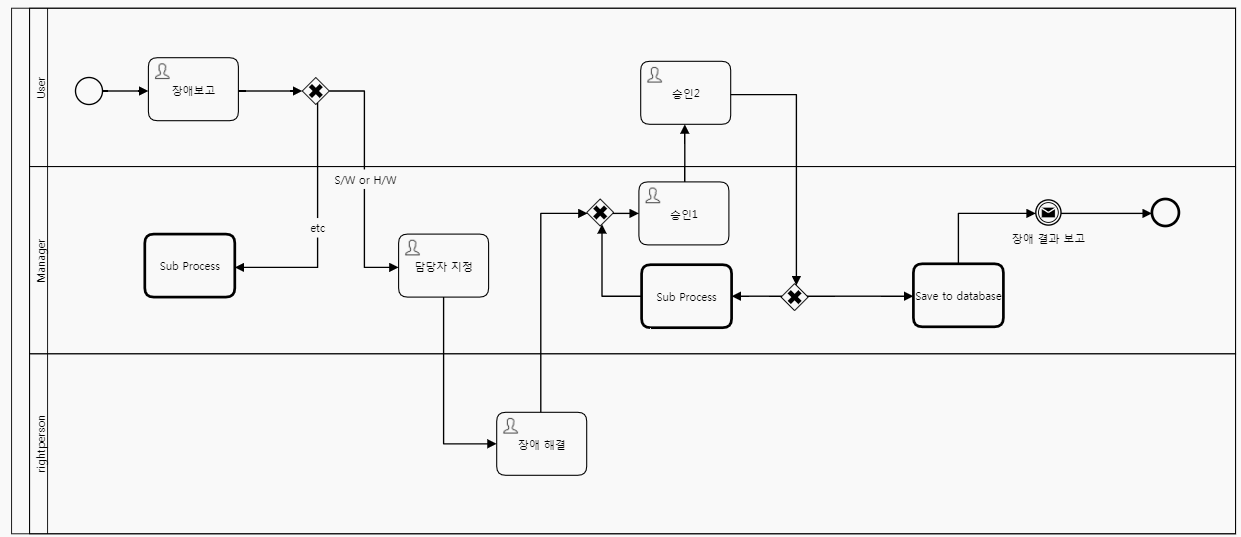 User
장애보고
승인2
S/W or H/W
etc
Manager
Sub Process
담당자 지정
승인1
Sub Process
Save to database
장애 결과 보고
rightperson
장애 해결